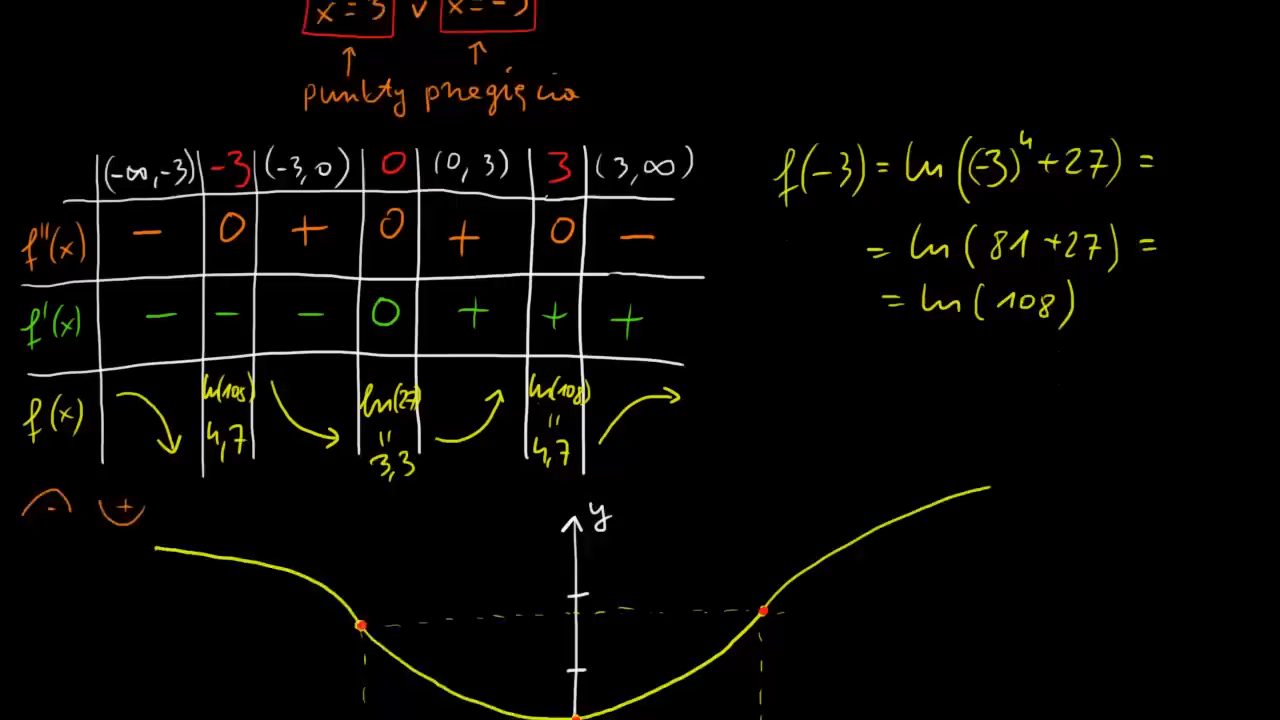 x = 3 v x = -3
↑ ↑
punkty przegięcia
(-∞, -3) -3 (-3, 0) 0 (0, 3) 3 (3, ∞)
f''(x) - 0 + 0 + 0 -
f'(x) - - - 0 + + +
f(x) ln(108) ln(27) ln(108)
= =
4,7 3,3 4,7
f(-3) = ln((-3)⁴ + 27) =
= ln(81 + 27) =
= ln(108)
- +
y